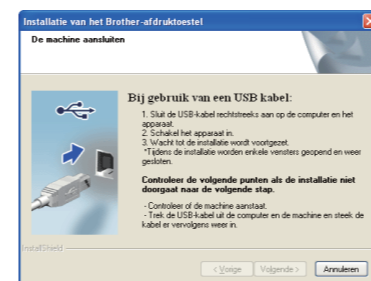 Installatie van het Brother-afdruktoestel
De machine aansluiten
Bij gebruik van een USB kabel:
1. Sluit de USB-kabel rechtstreeks aan op de computer en het
apparaat.
2. Schakel het apparaat in.
3. Wacht tot de installatie wordt voortgezet.
*Tijdens de installatie worden enkele vensters geopend en weer
gesloten.
Controleer de volgende punten als de installatie niet
doorgaat naar de volgende stap.
- Controleer of de machine aanstaat.
- Trek de USB-kabel uit de computer en de machine en steek de
kabel er vervolgens weer in.
InstallShield
< Vorige Volgende > Annuleren